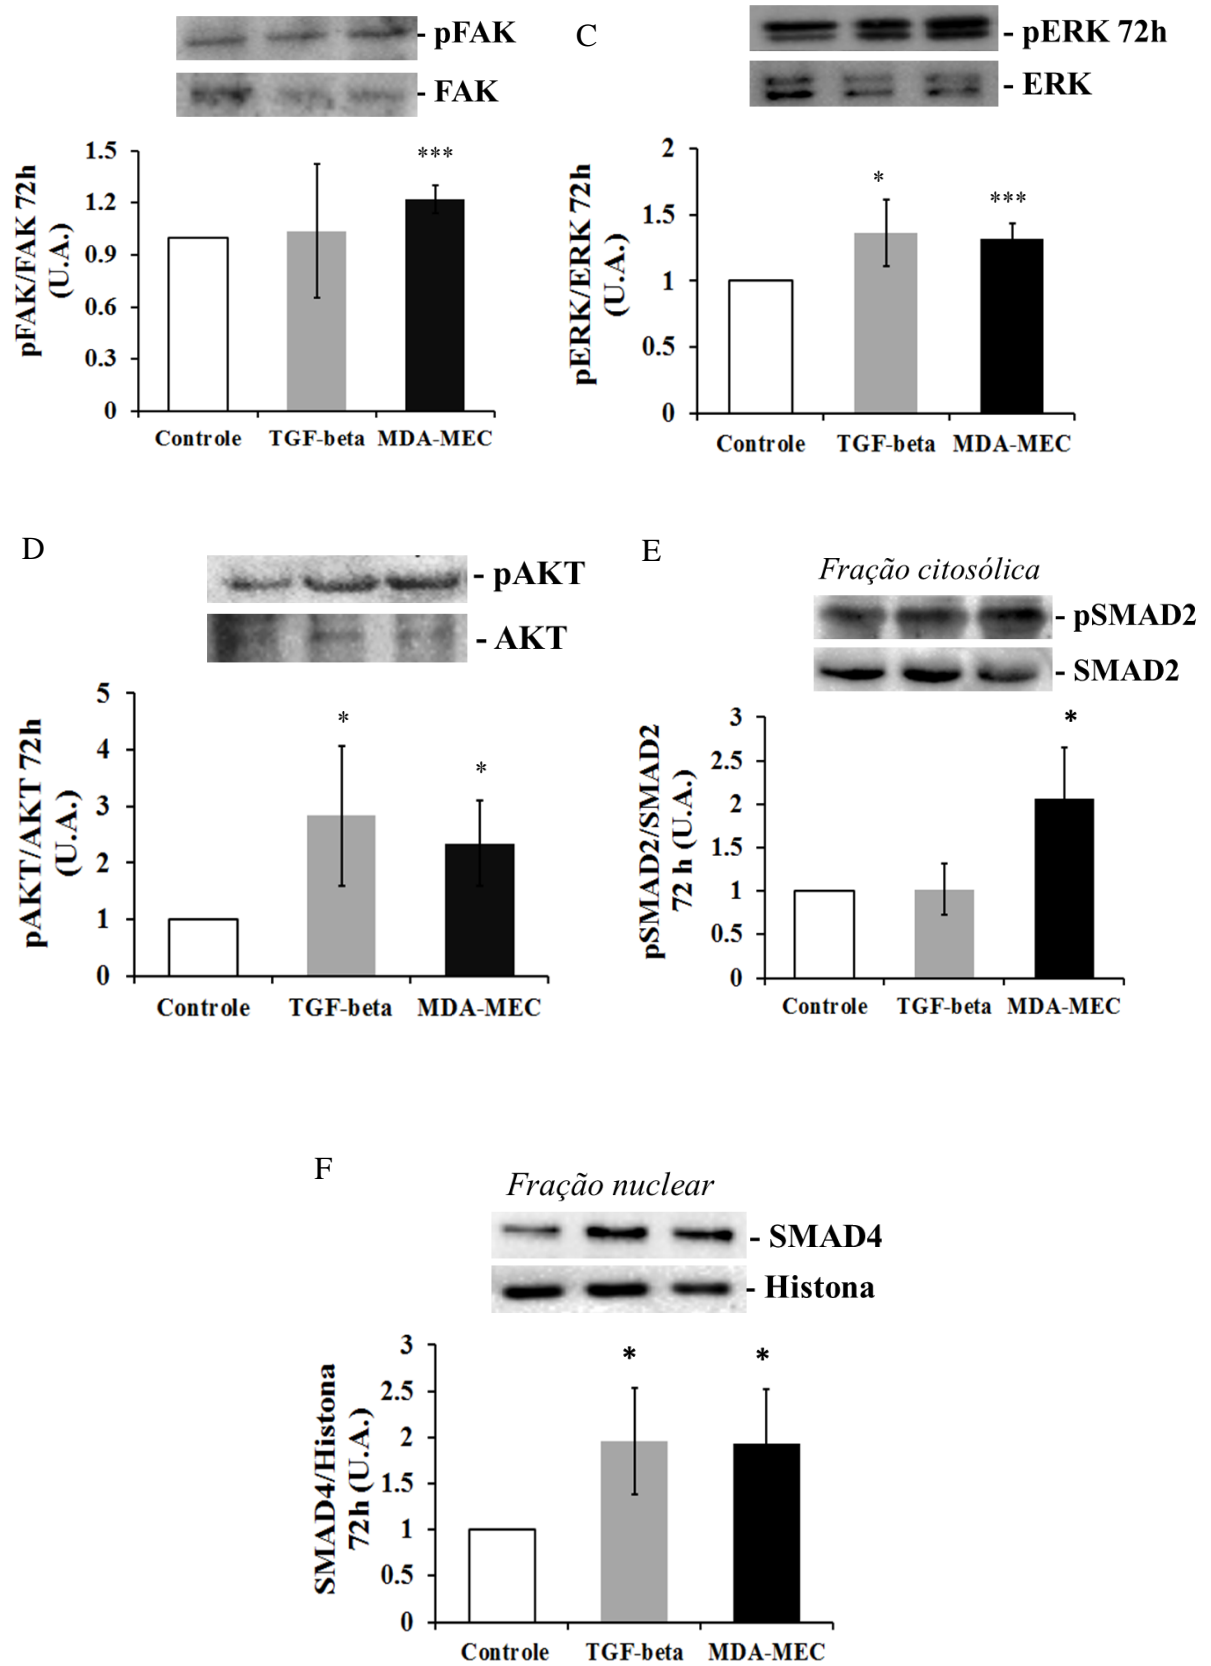 - pFAK
- FAK
1.5
1.2
0.9
0.6
0.3
0
pFAK/FAK 72h
(U.A.)
***
Controle TGF-beta MDA-MEC
C
- pERK 72h
- ERK
2
1.5
1
0.5
0
pERK/ERK 72h
(U.A.)
*
***
Controle TGF-beta MDA-MEC
D
- pAKT
- AKT
5
4
3
2
1
0
pAKT/AKT 72h
(U.A.)
*
*
Controle TGF-beta MDA-MEC
E
Fração citosólica
- pSMAD2
- SMAD2
3
2.5
2
1.5
1
0.5
0
pSMAD2/SMAD2
72 h (U.A.)
*
Controle TGF-beta MDA-MEC
F
Fração nuclear
- SMAD4
- Histona
3
2.5
2
1.5
1
0.5
0
SMAD4/Histona
72h (U.A.)
*
*
Controle TGF-beta MDA-MEC